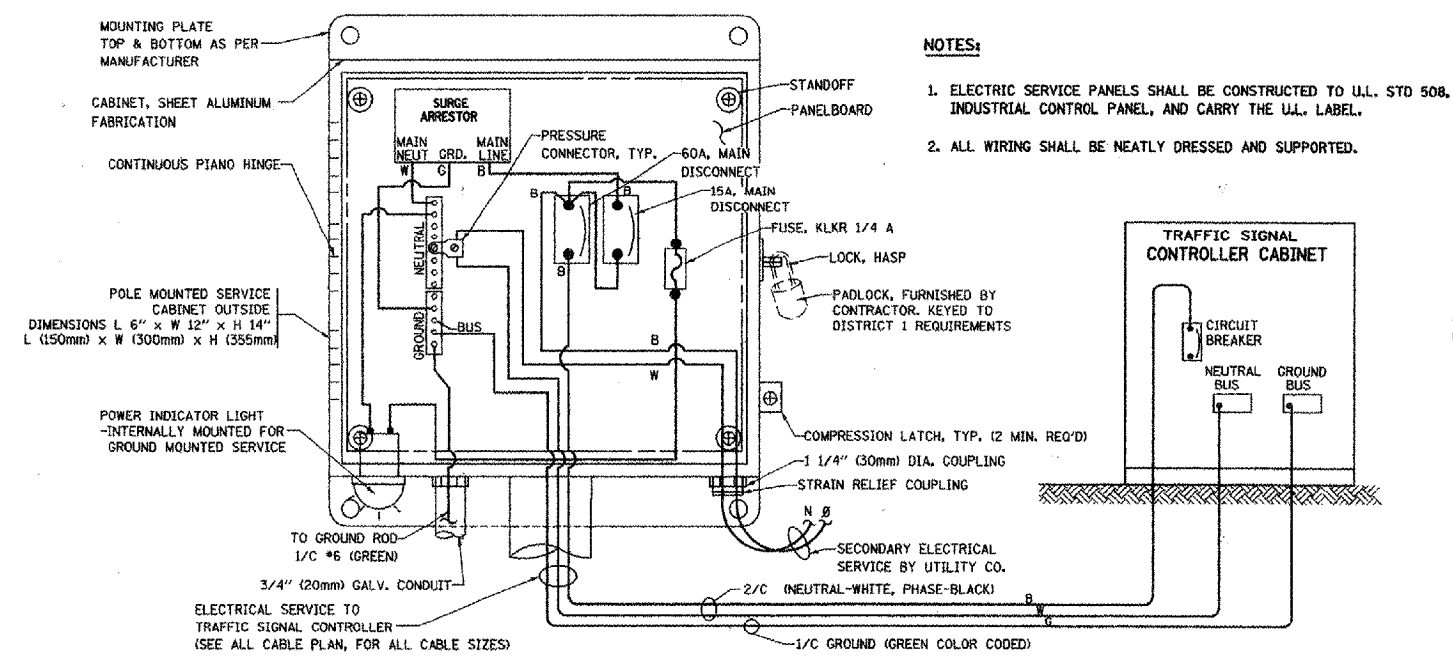 MOUNTING PLATE
TOP & BOTTOM AS PER
MANUFACTURER
CABINET, SHEET ALUMINUM
FABRICATION
CONTINUOUS PIANO HINGE
POLE MOUNTED SERVICE
CABINET OUTSIDE
DIMENSIONS L 6" x W 12" x H 14"
L (150mm) x W (300mm) x H (355mm)
POWER INDICATOR LIGHT
-INTERNALLY MOUNTED FOR
GROUND MOUNTED SERVICE
SURGE
ARRESTOR
MAIN
NEUT
GRD.
MAIN
LINE
W
G
B
NEUTRAL
GROUND
BUS
PRESSURE
CONNECTOR, TYP.
60A, MAIN
DISCONNECT
15A, MAIN
DISCONNECT
B
B
B
FUSE, KLKR 1/4 A
STANDOFF
PANELBOARD
LOCK, HASP
PADLOCK, FURNISHED BY
CONTRACTOR. KEYED TO
DISTRICT 1 REQUIREMENTS
B
W
COMPRESSION LATCH, TYP. (2 MIN. REQ'D)
1 1/4" (30mm) DIA. COUPLING
STRAIN RELIEF COUPLING
N Ø
SECONDARY ELECTRICAL
SERVICE BY UTILITY CO.
TO GROUND ROD
1/C #6 (GREEN)
3/4" (20mm) GALV. CONDUIT
ELECTRICAL SERVICE TO
TRAFFIC SIGNAL CONTROLLER
(SEE ALL CABLE PLAN, FOR ALL CABLE SIZES)
2/C (NEUTRAL-WHITE, PHASE-BLACK)
B
W
G
1/C GROUND (GREEN COLOR CODED)
NOTES:
1. ELECTRIC SERVICE PANELS SHALL BE CONSTRUCTED TO U.L. STD 508,
INDUSTRIAL CONTROL PANEL, AND CARRY THE U.L. LABEL.
2. ALL WIRING SHALL BE NEATLY DRESSED AND SUPPORTED.
TRAFFIC SIGNAL
CONTROLLER CABINET
CIRCUIT
BREAKER
NEUTRAL
BUS
GROUND
BUS